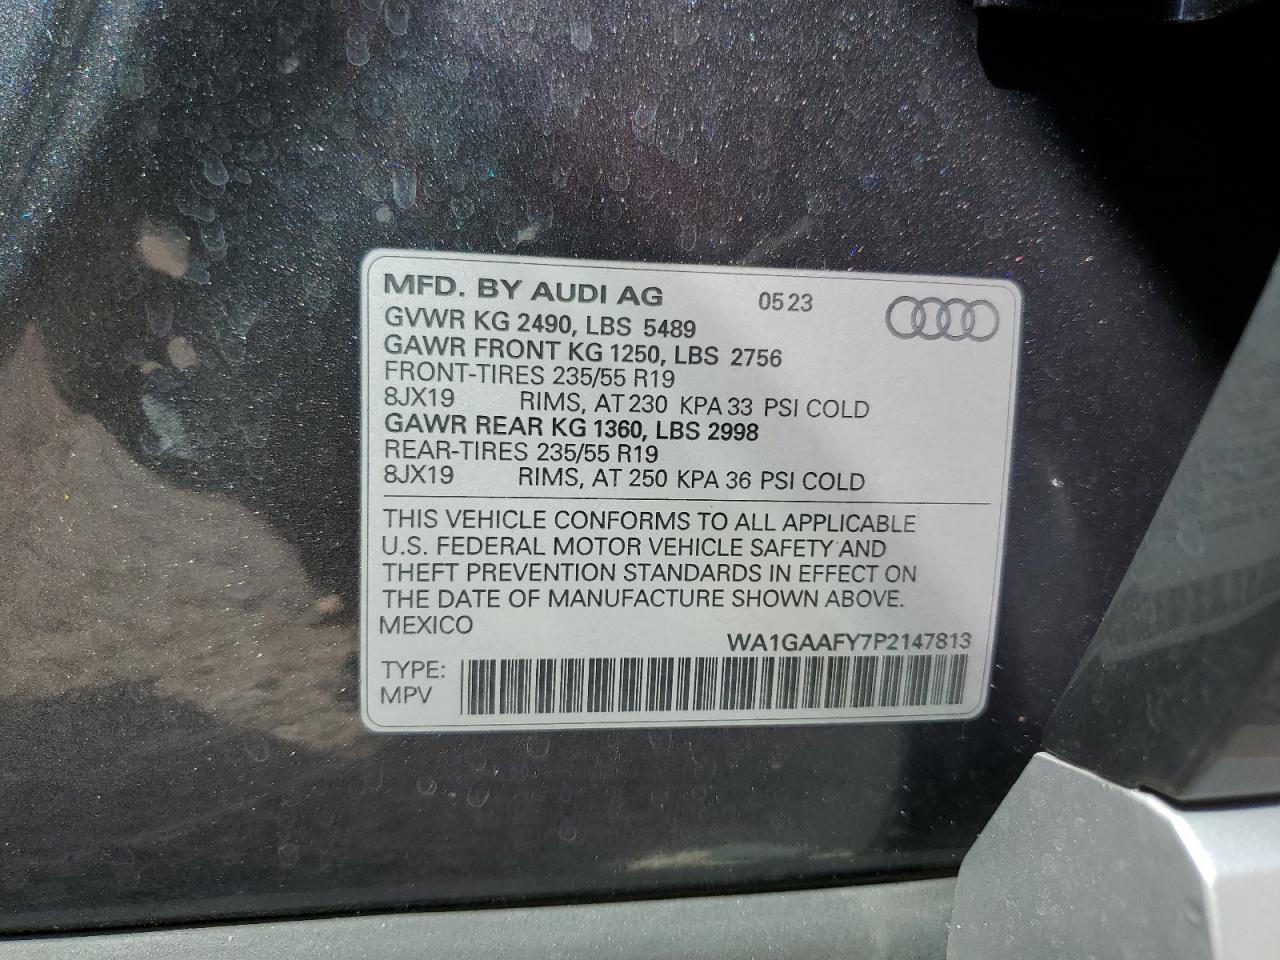 MFD. BY AUDI AG 0523
GVWR KG 2490, LBS 5489
GAWR FRONT KG 1250, LBS 2756
FRONT-TIRES 235/55 R19
8JX19 RIMS, AT 230 KPA 33 PSI COLD
GAWR REAR KG 1360, LBS 2998
REAR-TIRES 235/55 R19
8JX19 RIMS, AT 250 KPA 36 PSI COLD
THIS VEHICLE CONFORMS TO ALL APPLICABLE
U.S. FEDERAL MOTOR VEHICLE SAFETY AND
THEFT PREVENTION STANDARDS IN EFFECT ON
THE DATE OF MANUFACTURE SHOWN ABOVE.
MEXICO
WA1GAAFY7P2147813
TYPE:
MPV